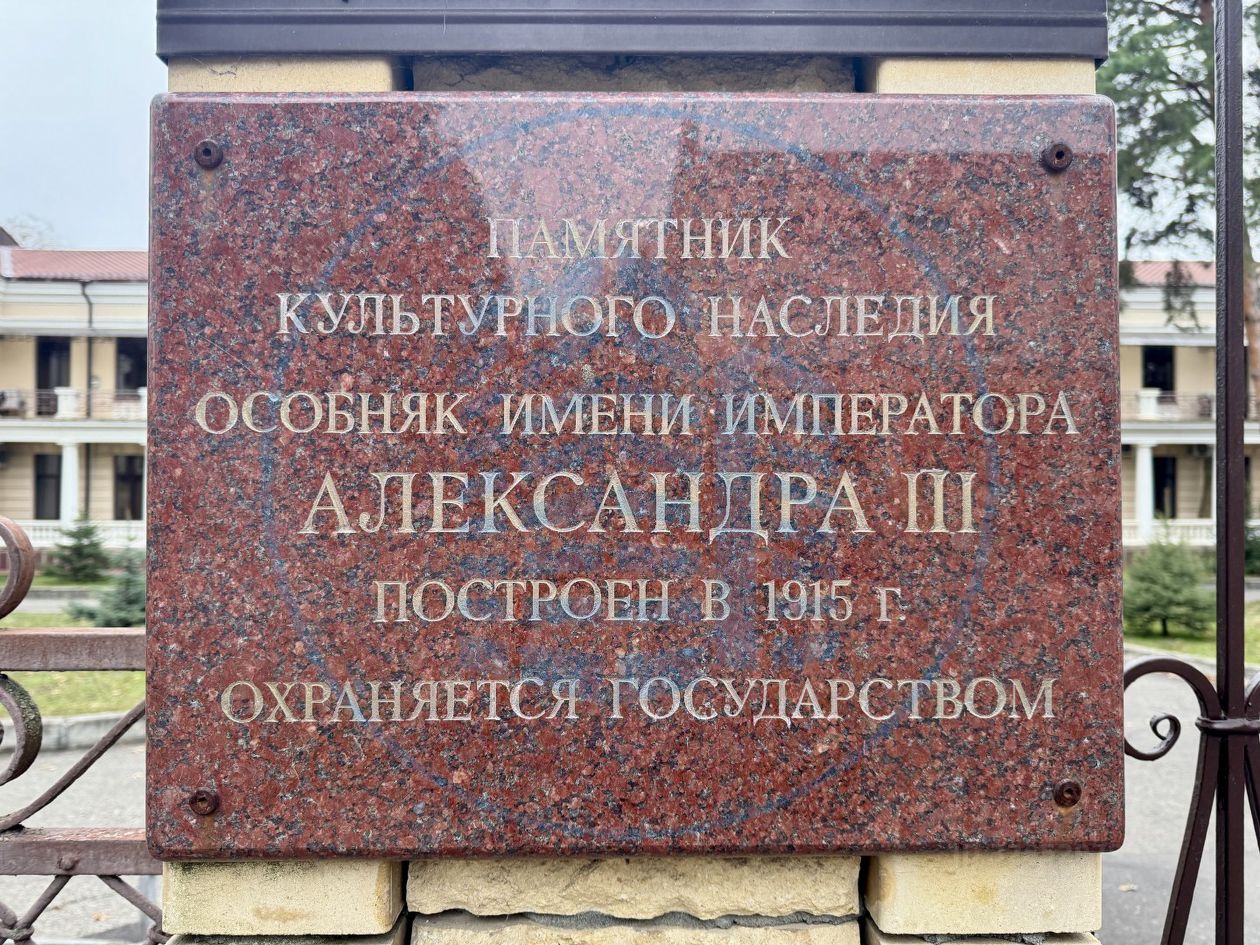 ПАМЯТНИК
КУЛЬТУРНОГО НАСЛЕДИЯ
ОСОБНЯК ИМЕНИ ИМПЕРАТОРА
АЛЕКСАНДРА III
ПОСТРОЕН В 1915 г.
ОХРАНЯЕТСЯ ГОСУДАРСТВОМ